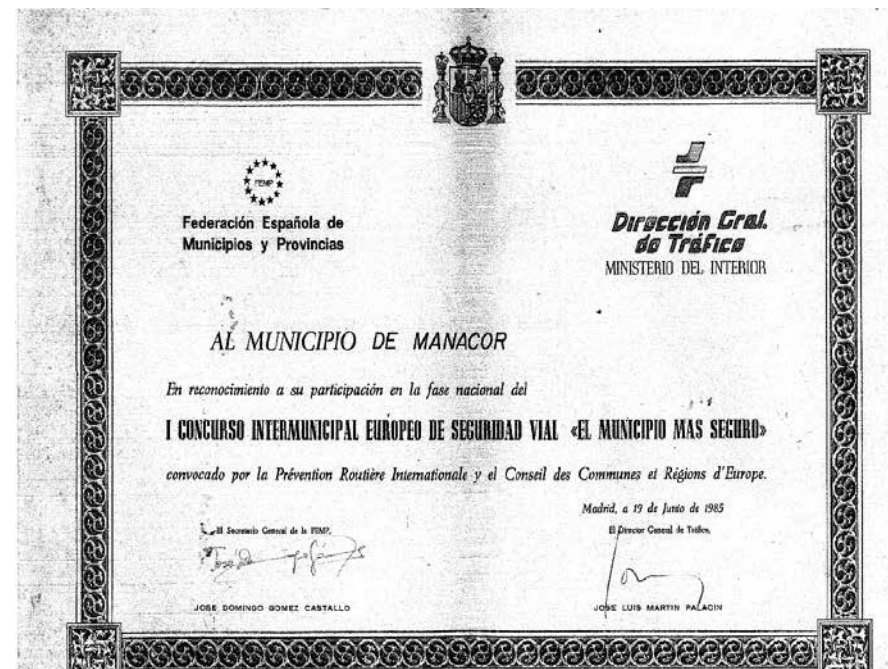 FEMP
Federación Española de
Municipios y Provincias
Dirección Gral.
de Tráfico
MINISTERIO DEL INTERIOR
AL MUNICIPIO DE MANACOR
En reconocimiento a su participación en la fase nacional del
I CONCURSO INTERMUNICIPAL EUROPEO DE SEGURIDAD VIAL «EL MUNICIPIO MAS SEGURO»
convocado por la Prévention Routière Internationale y el Conseil des Communes et Régions d'Europe.
Madrid, a 19 de Junio de 1985
El Secretario General de la FEMP,
El Director General de Tráfico,
JOSE DOMINGO GOMEZ CASTALLO
JOSE LUIS MARTIN PALACIN